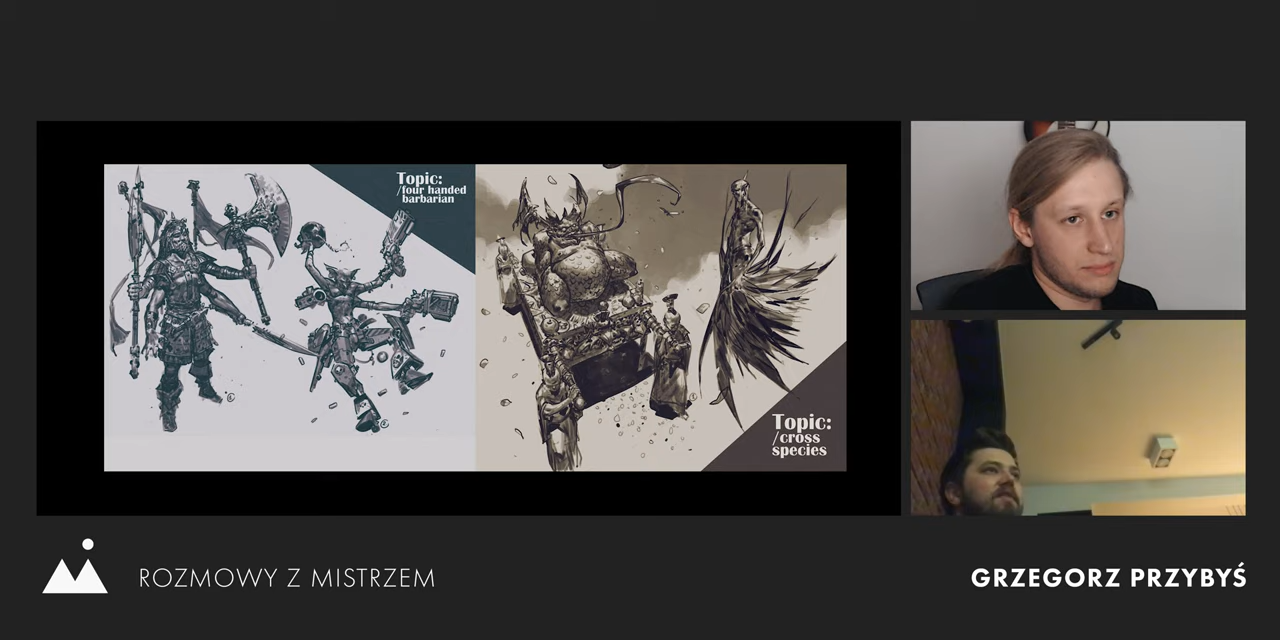 Topic:
/four handed
barbarian
Topic:
/cross
species
ROZMOWY Z MISTRZEM
GRZEGORZ PRZYBYŚ